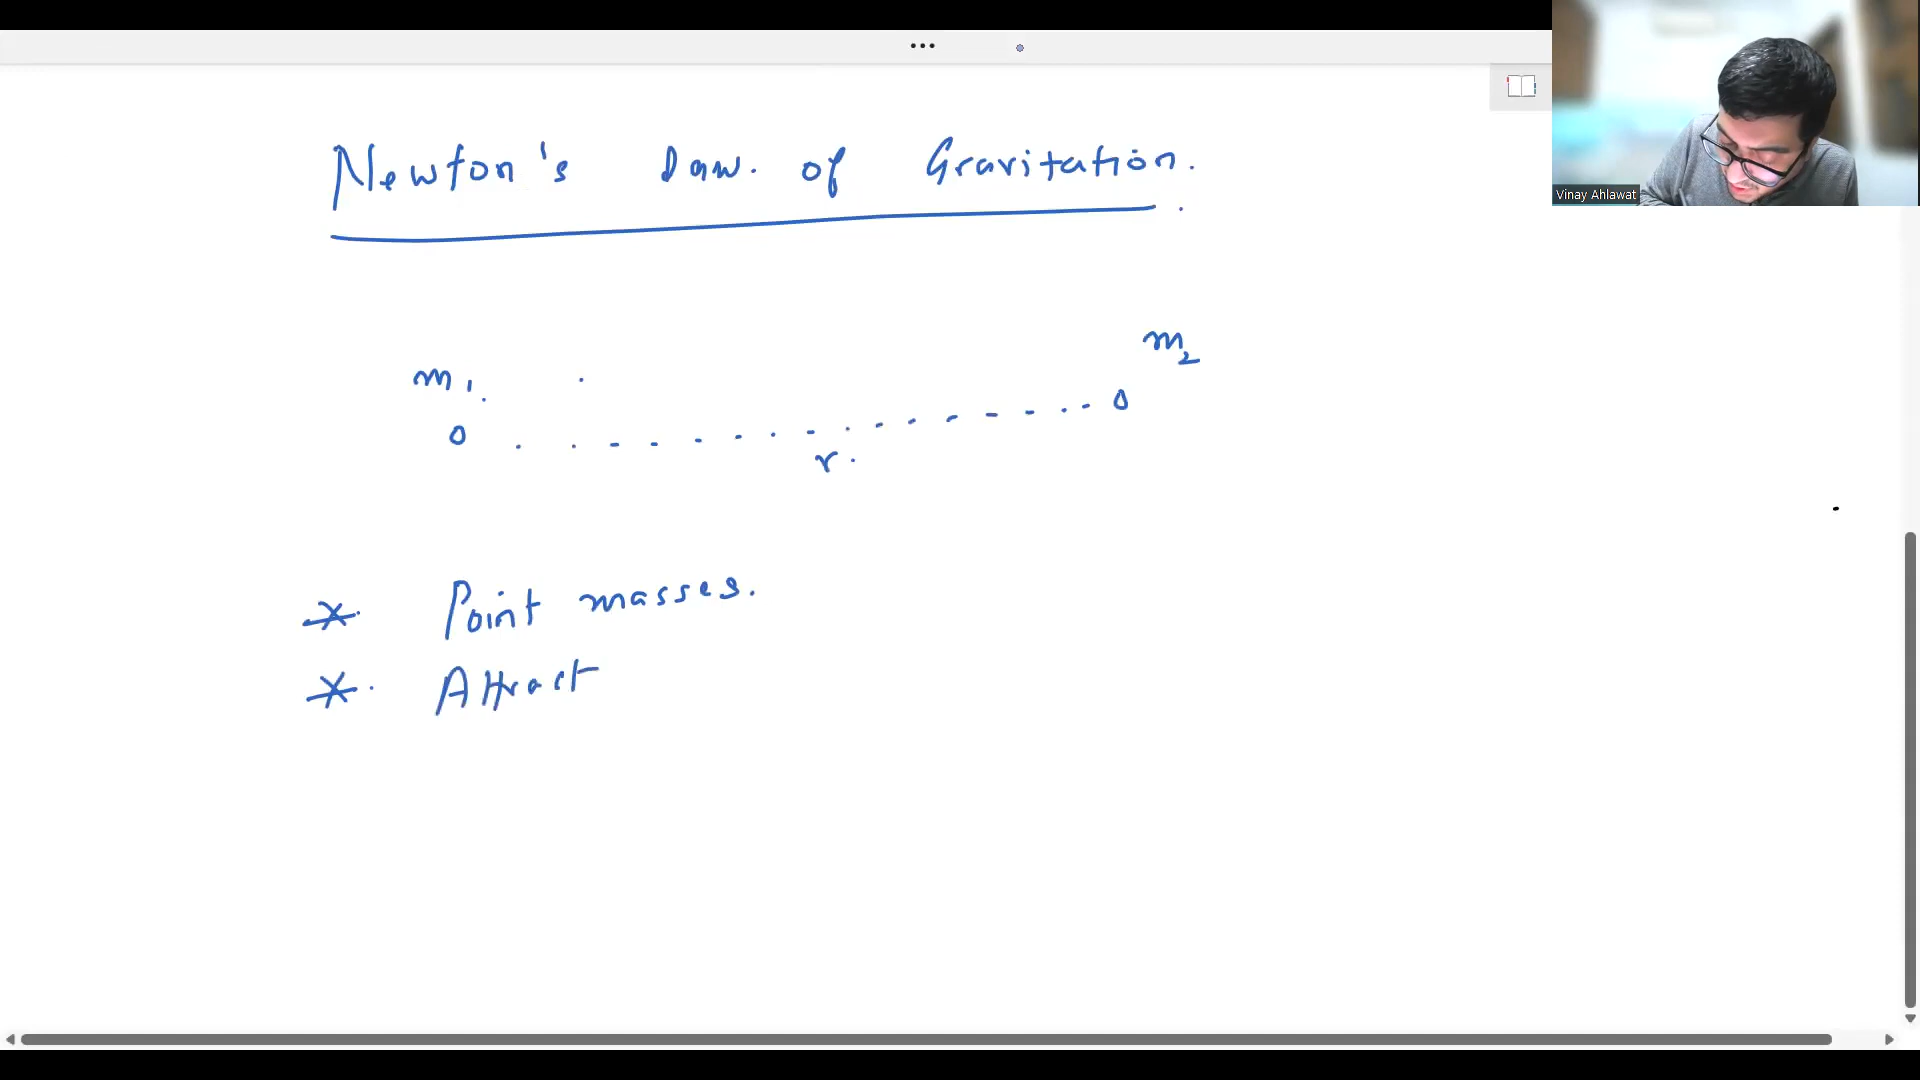 Vinay Ahlawat
Newton's Law. of Gravitation.
m1.
m2
r.
* Point masses.
* Attract